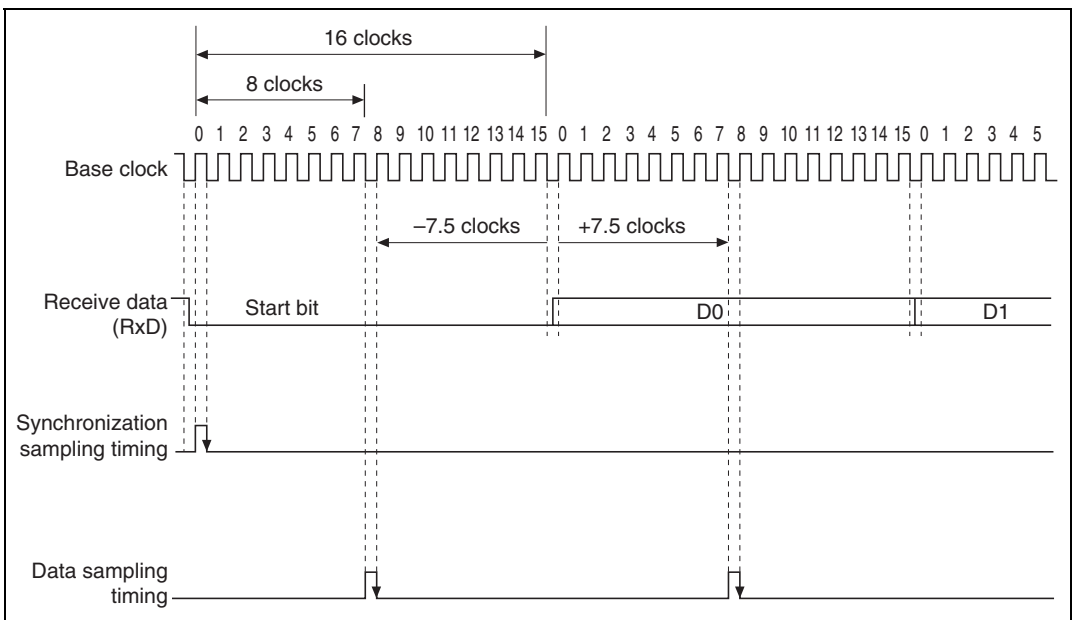 16 clocks
8 clocks
0 1 2 3 4 5 6 7 8 9 10 11 12 13 14 15 0 1 2 3 4 5 6 7 8 9 10 11 12 13 14 15 0 1 2 3 4 5
Base clock
–7.5 clocks +7.5 clocks
Receive data
(RxD)
Start bit
D0
D1
Synchronization
sampling timing
Data sampling
timing